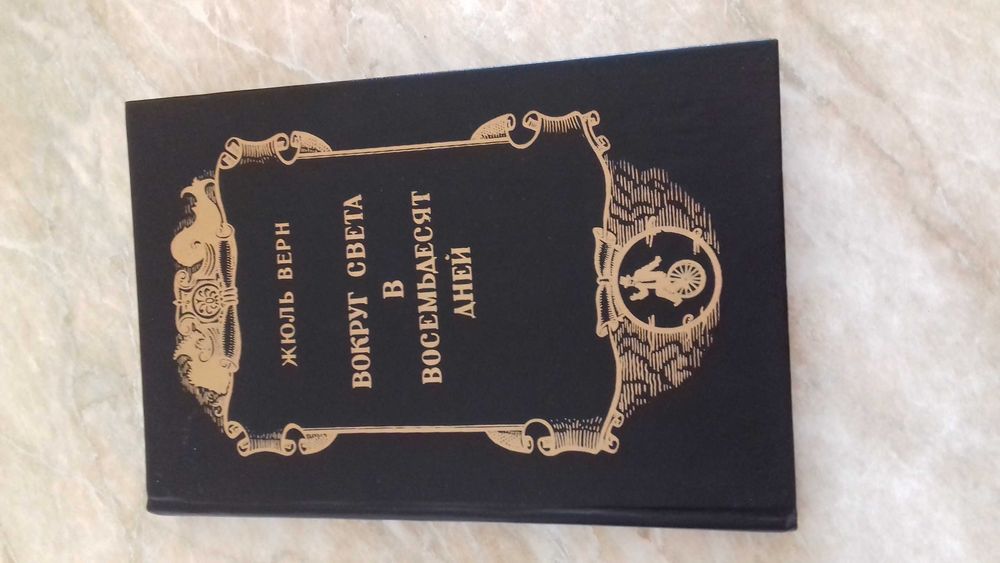 ЖЮЛЬ ВЕРН
ВОКРУГ СВЕТА
В
ВОСЕМЬДЕСЯТ
ДНЕЙ